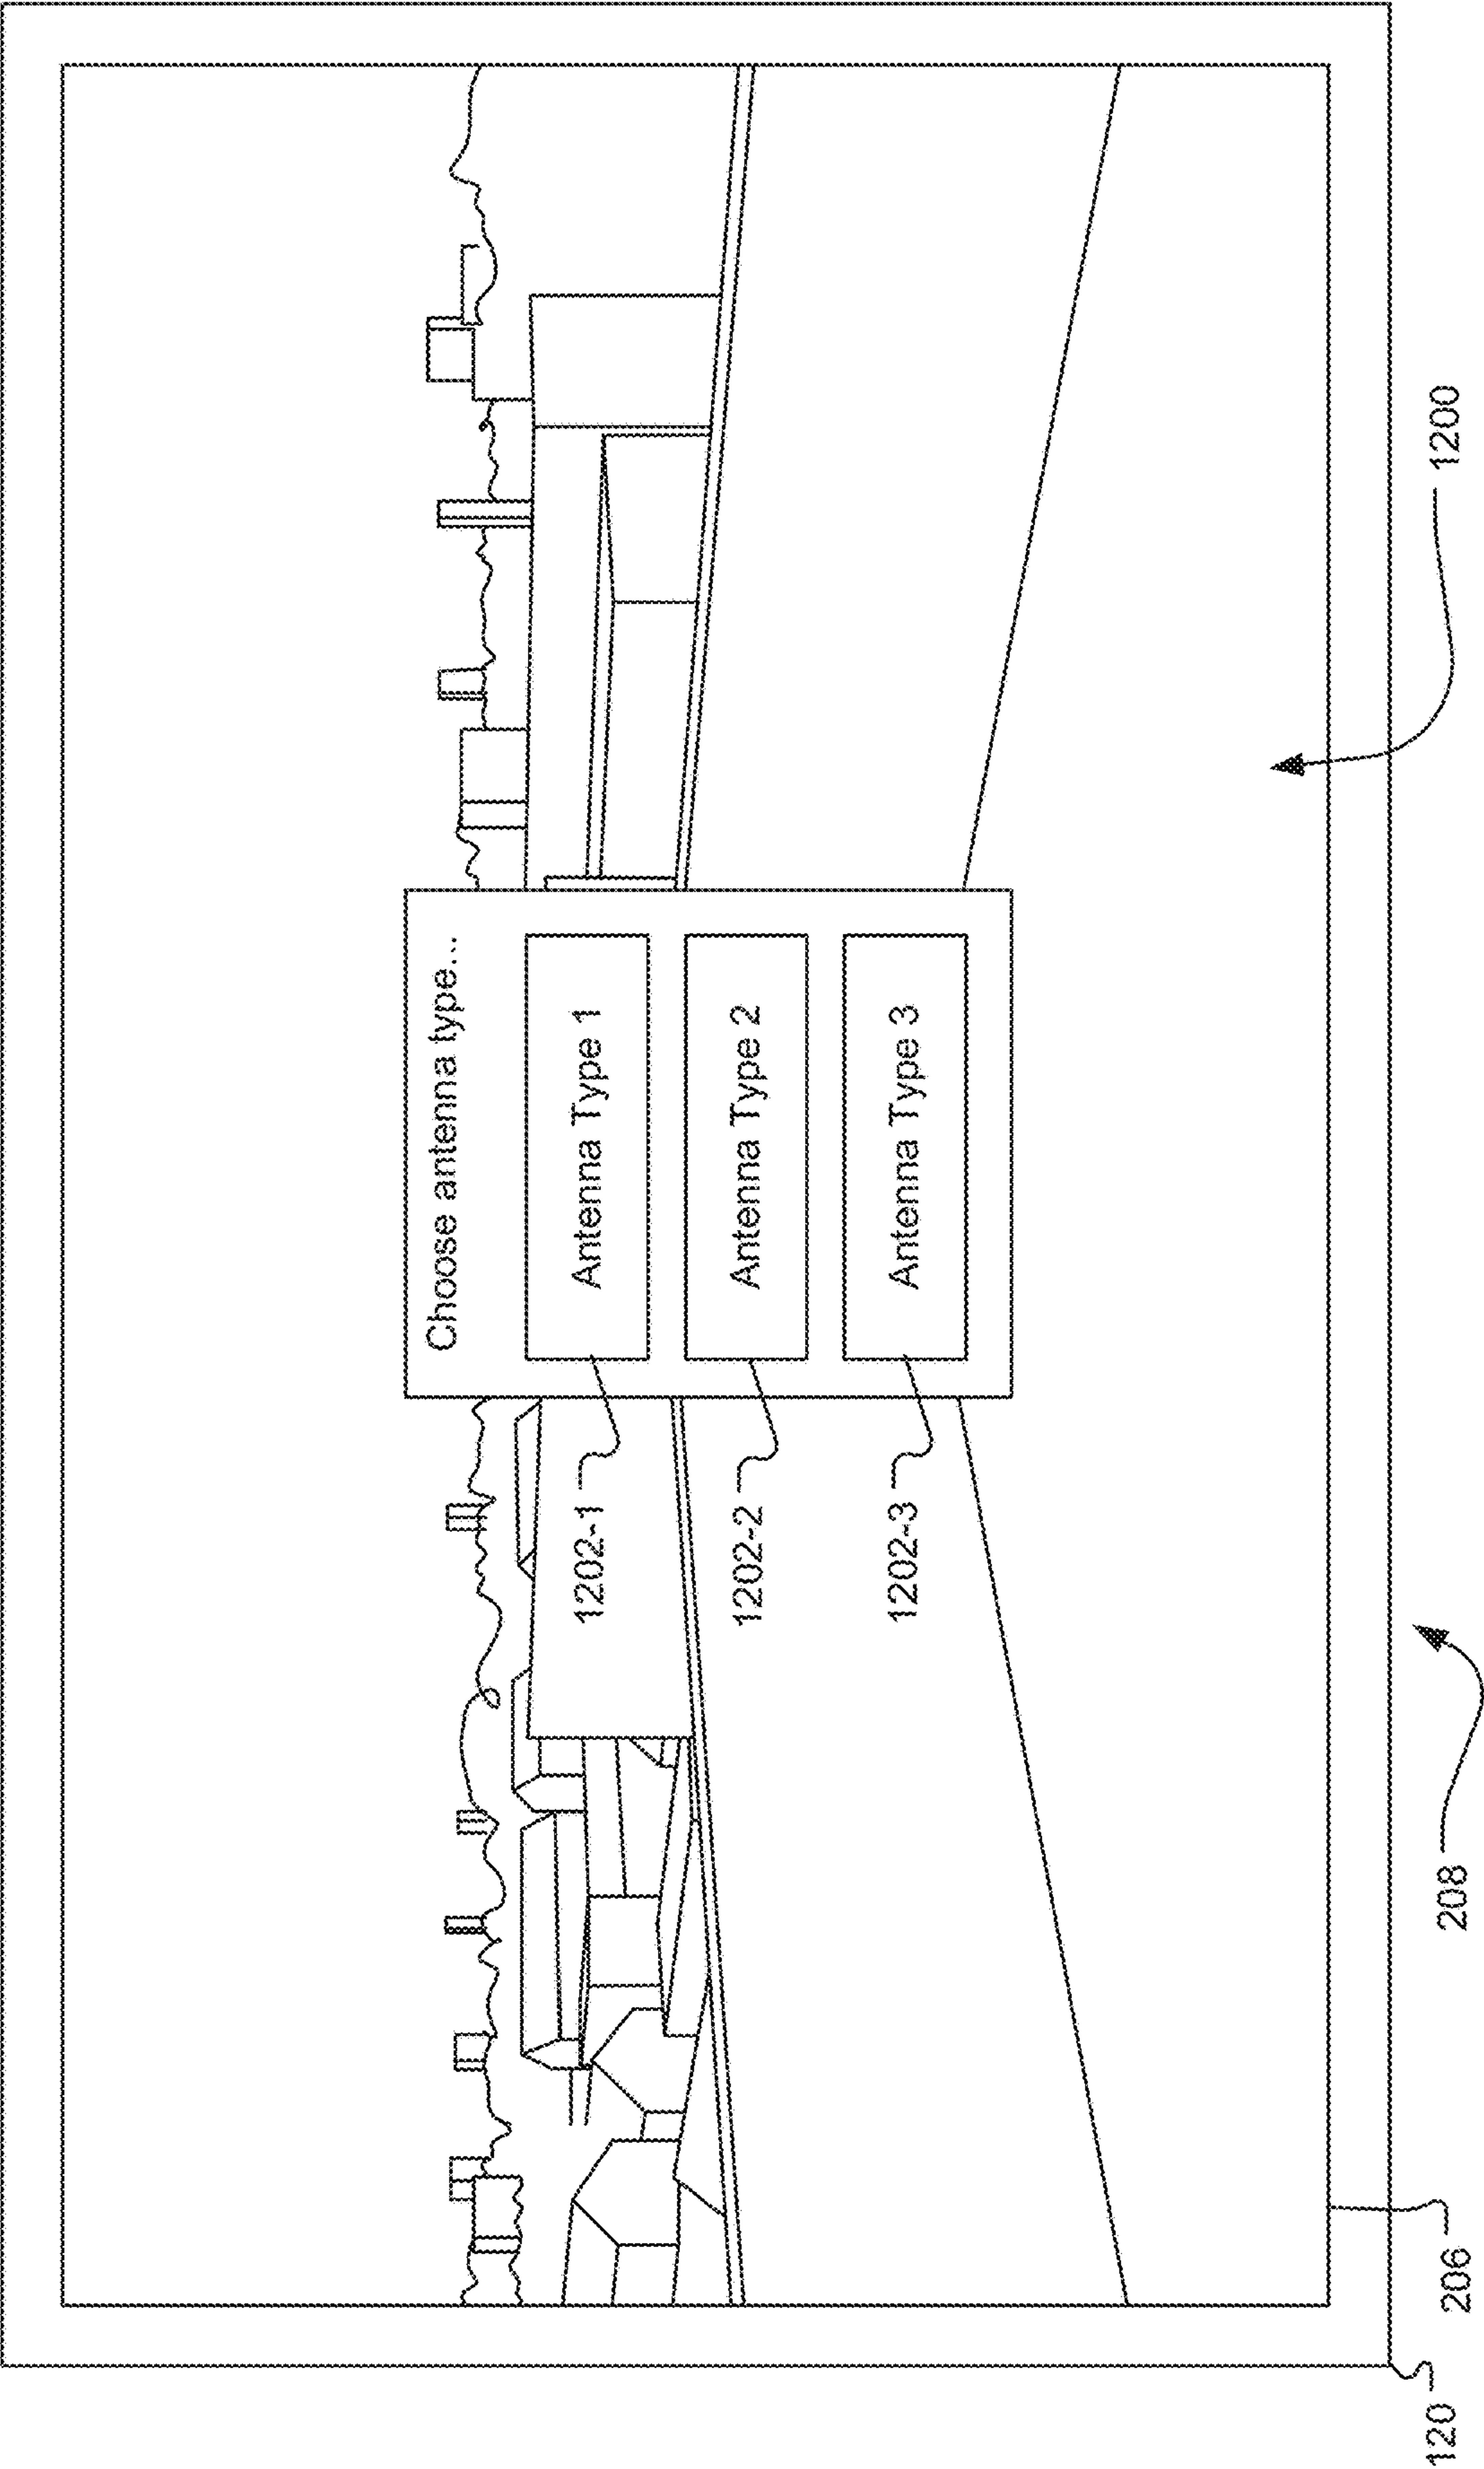 Choose antenna type...
1202-1
Antenna Type 1
1202-2
Antenna Type 2
1202-3
Antenna Type 3
120
206
208
1200